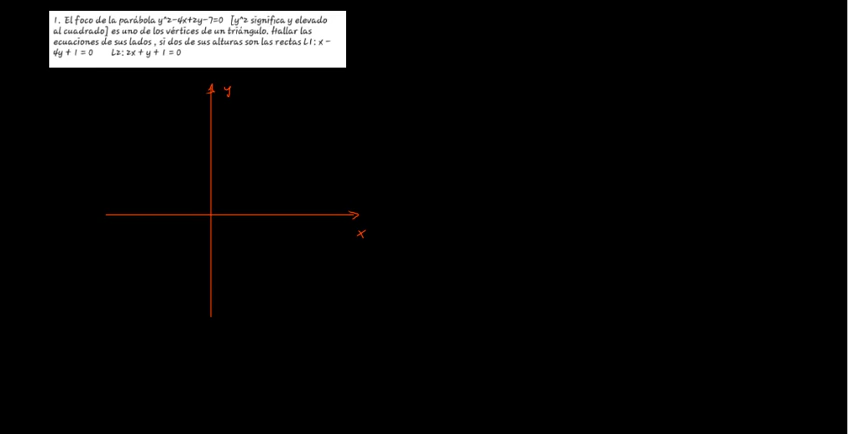 1. El foco de la parábola y^2-4x+2y-7=0 [y^2 significa y elevado
al cuadrado] es uno de los vértices de un triángulo. Hallar las
ecuaciones de sus lados , si dos de sus alturas son las rectas L1: x -
4y + 1 = 0 L2: 2x + y + 1 = 0
y
x